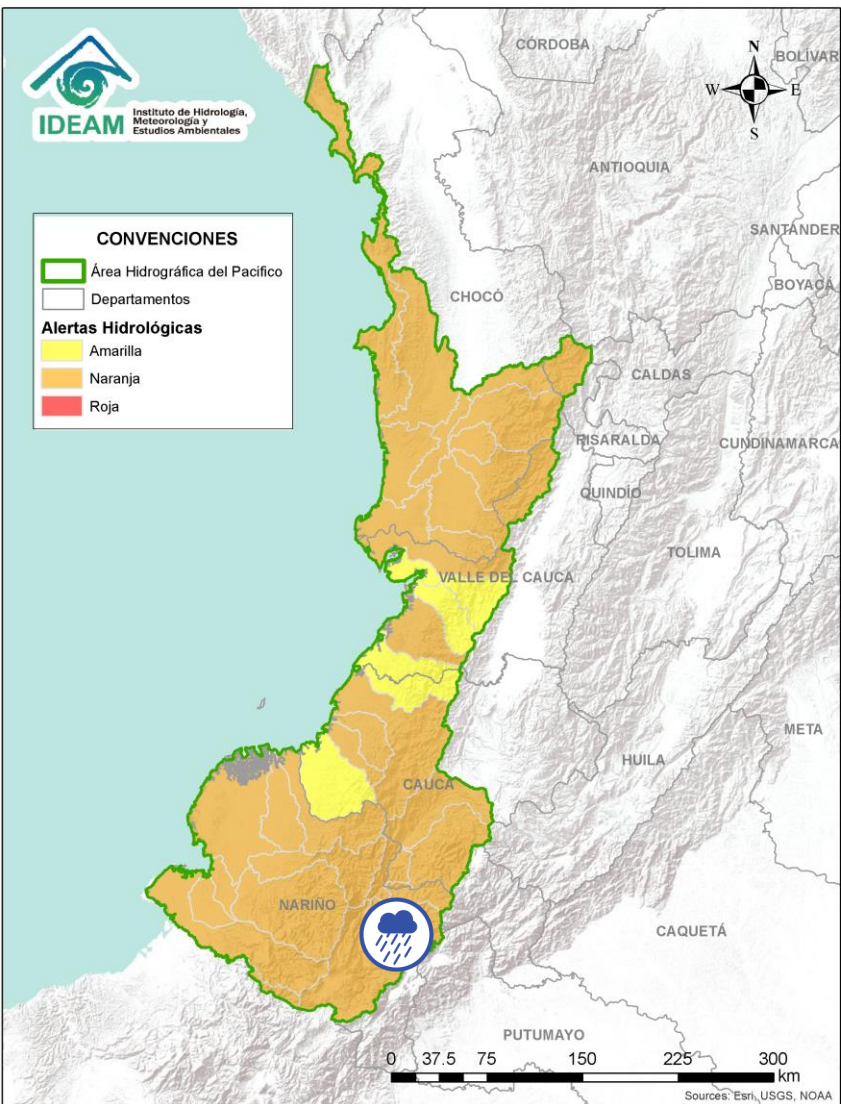 IDEAM
Instituto de Hidrología,
Meteorología y
Estudios Ambientales
CÓRDOBA
BOLÍVAR
N
W
E
S
ANTIOQUIA
SANTANDER
BOYACÁ
CONVENCIONES
Área Hidrográfica del Pacifico
Departamentos
Alertas Hidrológicas
Amarilla
Naranja
Roja
CHOCÓ
CALDAS
RISARALDA
CUNDINAMARCA
QUINDÍO
TOLIMA
VALLE DEL CAUCA
META
HUILA
CAUCA
NARIÑO
CAQUETÁ
PUTUMAYO
0 37.5 75 150 225 300
km
Sources: Esri, USGS, NOAA